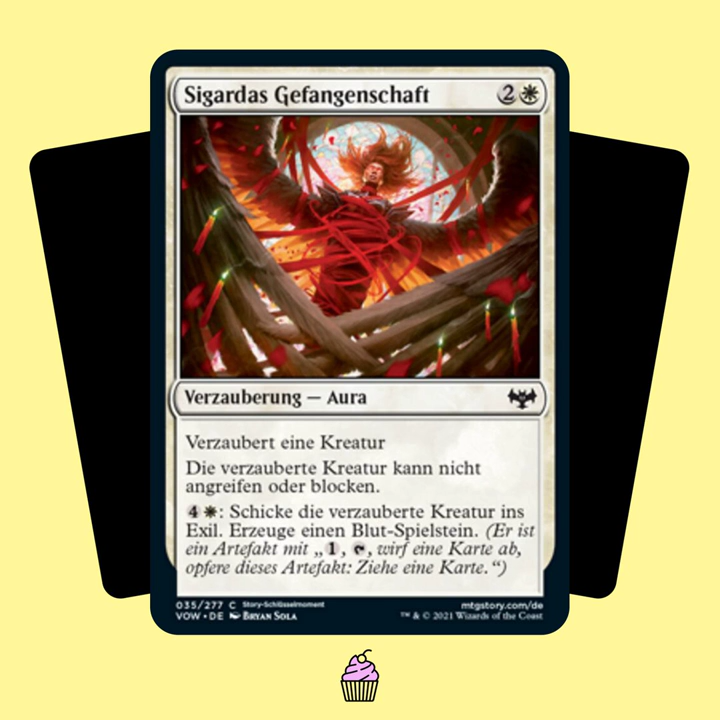 Sigardas Gefangenschaft 2
Verzauberung — Aura
Verzaubert eine Kreatur
Die verzauberte Kreatur kann nicht
angreifen oder blocken.
4 : Schicke die verzauberte Kreatur ins
Exil. Erzeuge einen Blut-Spielstein. (Er ist
ein Artefakt mit „1, , wirf eine Karte ab,
opfere dieses Artefakt: Ziehe eine Karte.“)
035/277 C Story-Schlüsselmoment mtgstory.com/de
VOW • DE Bryan Sola ™ & © 2021 Wizards of the Coast